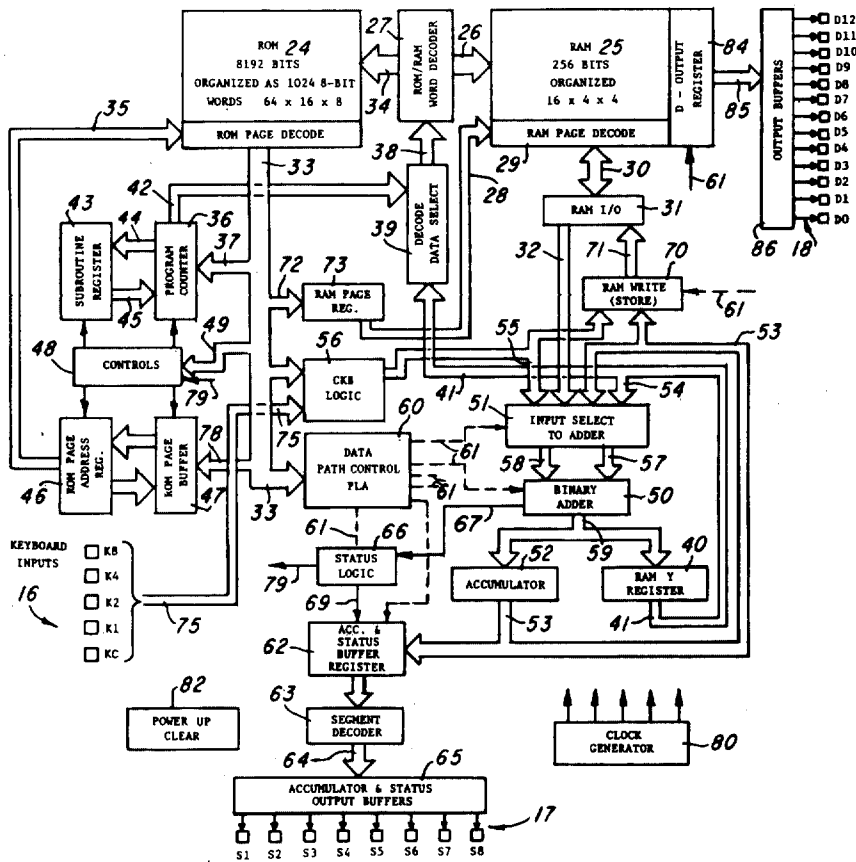 ROM 24
8192 BITS
ORGANIZED AS 1024 8-BIT
WORDS 64 x 16 x 8
ROM PAGE DECODE
27
ROM/RAM
WORD DECODER
26
34
RAM 25
256 BITS
ORGANIZED
16 x 4 x 4
RAM PAGE DECODE
D - OUTPUT
REGISTER
84
85
OUTPUT BUFFERS
86
D12
D11
D10
D9
D8
D7
D6
D5
D4
D3
D2
D1
D0
18
35
33
38
28
29
30
61
42
43
44
36
37
SUBROUTINE
REGISTER
PROGRAM
COUNTER
45
39
DECODE
DATA SELECT
RAM I/O
31
32
71
70
RAM WRITE
(STORE)
61
72
73
RAM PAGE
REG.
49
48
CONTROLS
79
56
CKB
LOGIC
55
53
41
54
75
78
60
51
INPUT SELECT
TO ADDER
46
ROM PAGE
ADDRESS
REG.
ROM PAGE
BUFFER
47
33
DATA
PATH CONTROL
PLA
61
61
58
57
BINARY
ADDER
50
67
59
61
66
STATUS
LOGIC
79
69
52
ACCUMULATOR
40
RAM Y
REGISTER
53
41
KEYBOARD
INPUTS
K8
K4
K2
K1
KC
16
75
62
ACC. &
STATUS
BUFFER
REGISTER
82
POWER UP
CLEAR
63
SEGMENT
DECODER
64
CLOCK
GENERATOR
80
65
ACCUMULATOR & STATUS
OUTPUT BUFFERS
17
S1 S2 S3 S4 S5 S6 S7 S8